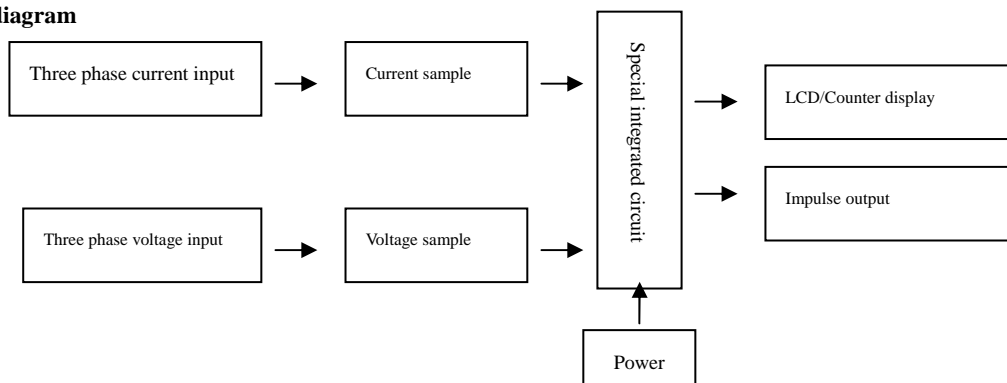 diagram
Three phase current input
Current sample
Special integrated circuit
LCD/Counter display
Impulse output
Three phase voltage input
Voltage sample
Power